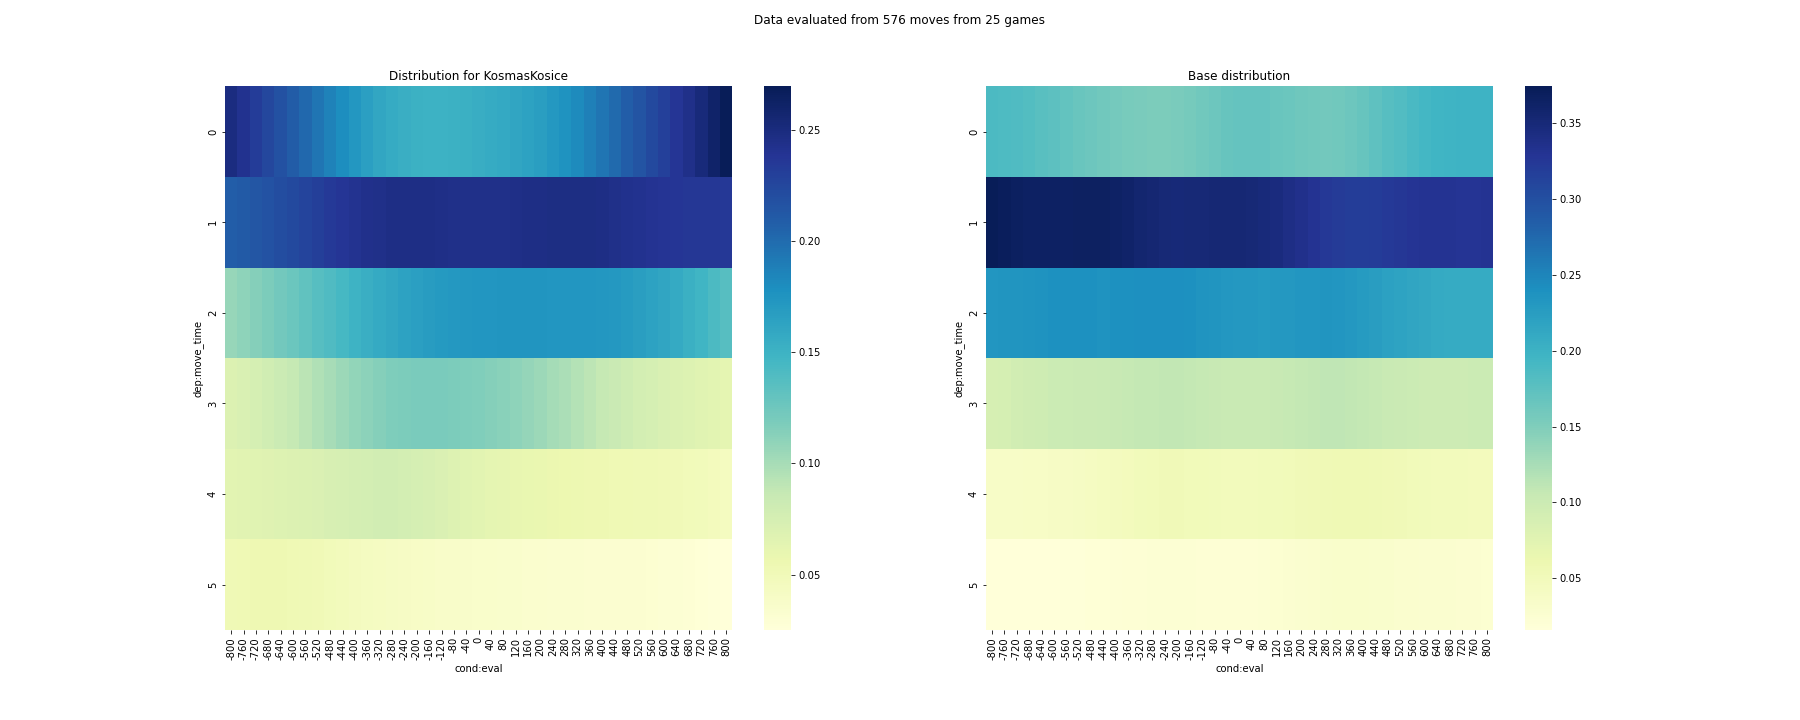 Data evaluated from 576 moves from 25 games
Distribution for KosmasKosice
dep:move_time
0
1
2
3
4
5
-800 -760 -720 -680 -640 -600 -560 -520 -480 -440 -400 -360 -320 -280 -240 -200 -160 -120 -80 -40 0 40 80 120 160 200 240 280 320 360 400 440 480 520 560 600 640 680 720 760 800
cond:eval
0.25
0.20
0.15
0.10
0.05
Base distribution
dep:move_time
0
1
2
3
4
5
-800 -760 -720 -680 -640 -600 -560 -520 -480 -440 -400 -360 -320 -280 -240 -200 -160 -120 -80 -40 0 40 80 120 160 200 240 280 320 360 400 440 480 520 560 600 640 680 720 760 800
cond:eval
0.35
0.30
0.25
0.20
0.15
0.10
0.05